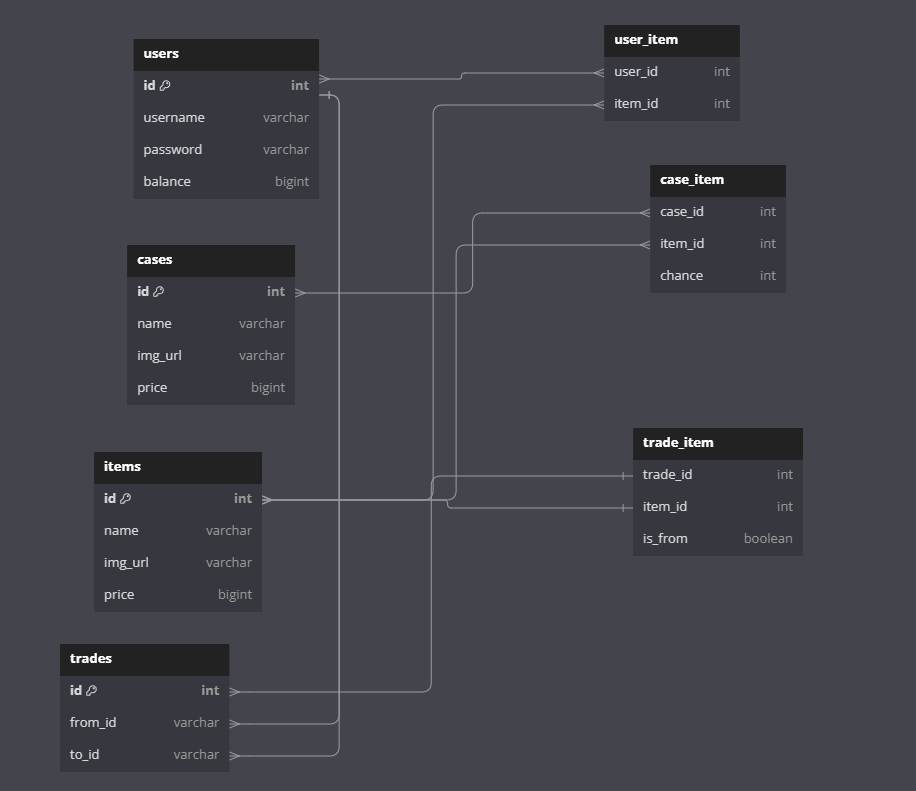 users
id int
username varchar
password varchar
balance bigint
cases
id int
name varchar
img_url varchar
price bigint
items
id int
name varchar
img_url varchar
price bigint
trades
id int
from_id varchar
to_id varchar
user_item
user_id int
item_id int
case_item
case_id int
item_id int
chance int
trade_item
trade_id int
item_id int
is_from boolean